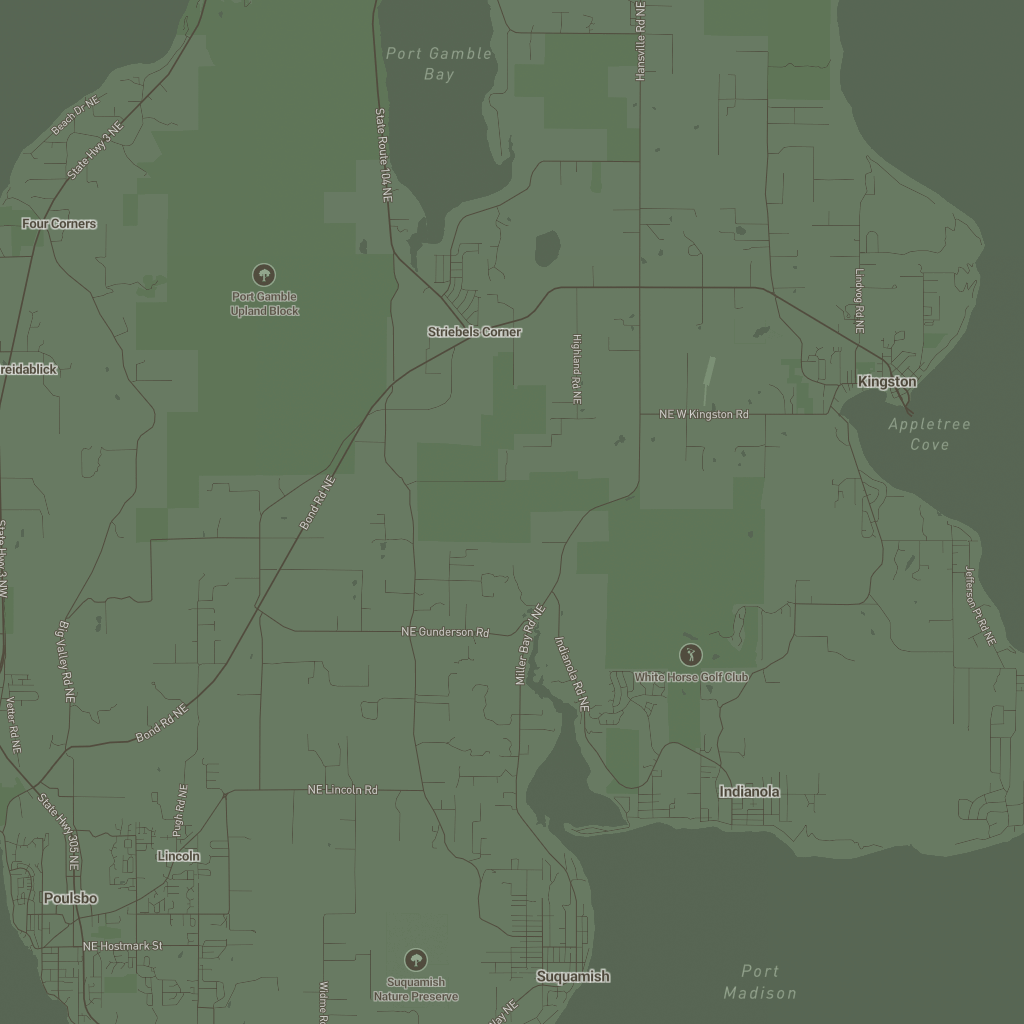 Port Gamble
Bay
Hansville Rd NE
Beach Dr NE
State Hwy 3 NE
State Route 104 NE
Four Corners
Port Gamble
Upland Block
Lindvog Rd NE
Striebels Corner
Highland Rd NE
reidablick
Kingston
NE W Kingston Rd
Appletree
Cove
Bond Rd NE
State Hwy 3 NW
Jefferson Pt Rd NE
Big Valley Rd NE
NE Gunderson Rd
Miller Bay Rd NE
Indianola Rd NE
White Horse Golf Club
Vetter Rd NE
Bond Rd NE
NE Lincoln Rd
Indianola
Pugh Rd NE
State Hwy 305 NE
Lincoln
Poulsbo
NE Hostmark St
Suquamish
Nature Preserve
Suquamish
Port
Madison
Widme Rd
Way NE